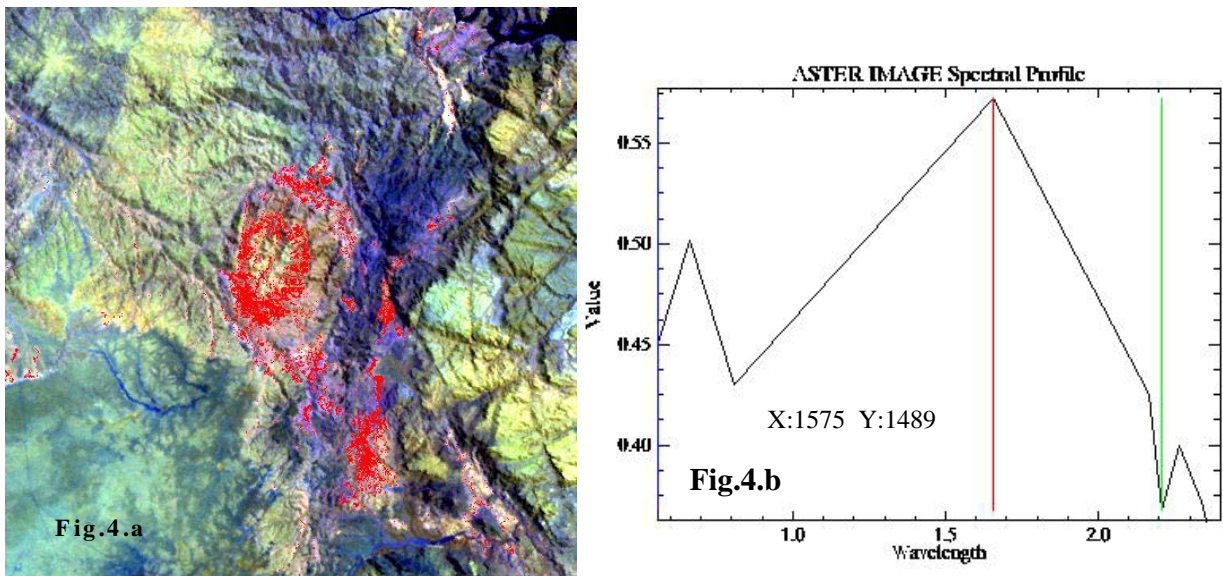 Fig.4.a
ASTER IMAGE Spectral Profile
0.55
0.50
0.45
0.40
Value
X:1575 Y:1489
Fig.4.b
1.0 1.5 2.0
Wavelength